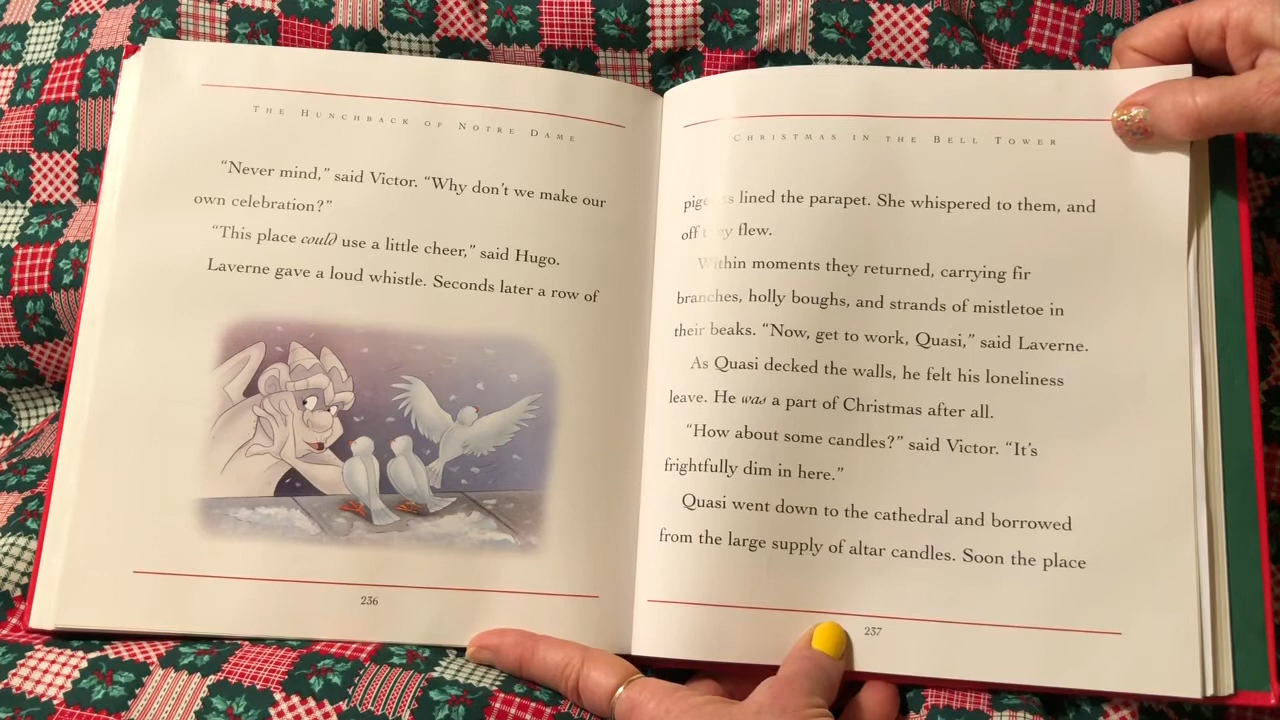 THE HUNCHBACK OF NOTRE DAME
“Never mind,” said Victor. “Why don’t we make our
own celebration?”
“This place could use a little cheer,” said Hugo.
Laverne gave a loud whistle. Seconds later a row of
236
CHRISTMAS IN THE BELL TOWER
pigeons lined the parapet. She whispered to them, and
off they flew.
Within moments they returned, carrying fir
branches, holly boughs, and strands of mistletoe in
their beaks. “Now, get to work, Quasi,” said Laverne.
As Quasi decked the walls, he felt his loneliness
leave. He was a part of Christmas after all.
“How about some candles?” said Victor. “It’s
frightfully dim in here.”
Quasi went down to the cathedral and borrowed
from the large supply of altar candles. Soon the place
237